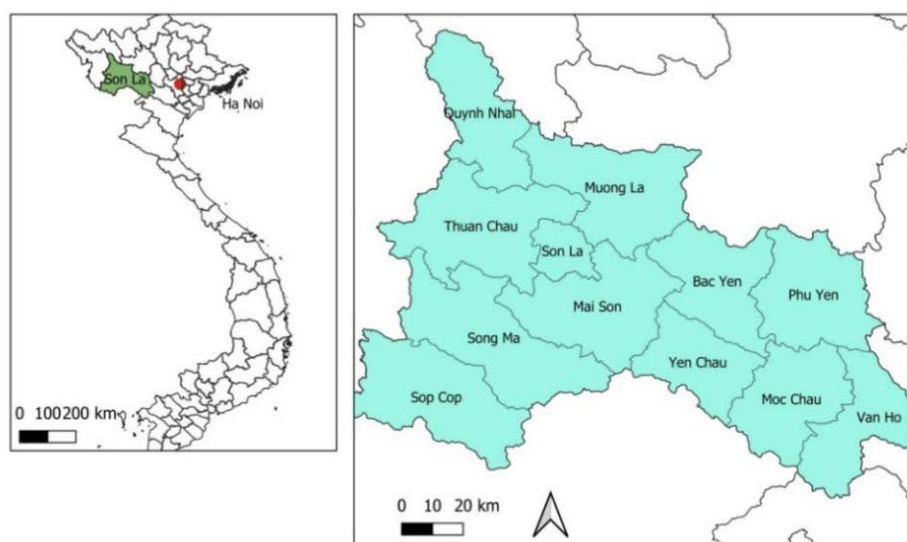 Son La
Ha Noi
0 100200 km
Quynh Nhai
Muong La
Thuan Chau
Son La
Bac Yen
Phu Yen
Mai Son
Song Ma
Yen Chau
Sop Cop
Moc Chau
Van Ho
0 10 20 km